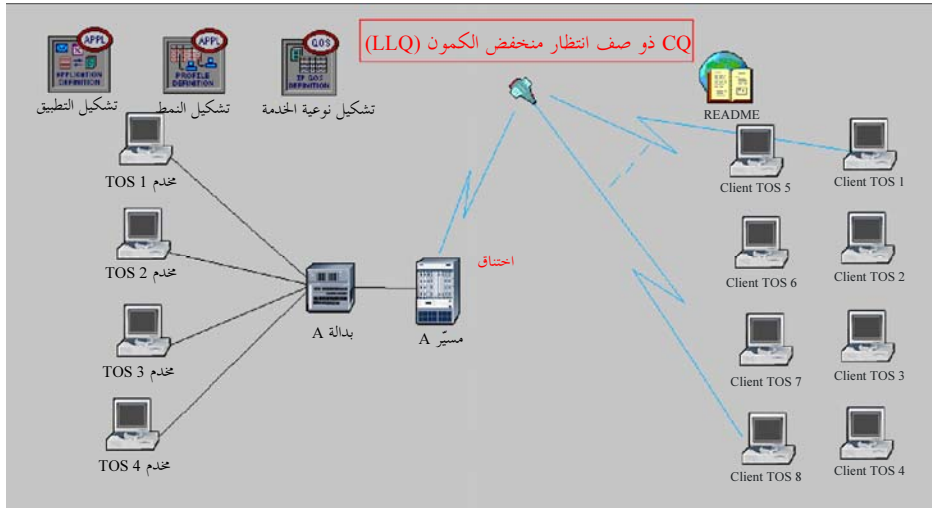 CQ ذو صف انتظار منخفض الكمون (LLQ)
APPL
APPLICATION DEFINITION
تشكيل التطبيق
APPL
PROFILE DEFINITION
تشكيل النمط
QOS
IP QOS DEFINITION
تشكيل نوعية الخدمة
README
مخدم TOS 1
مخدم TOS 2
مخدم TOS 3
مخدم TOS 4
بدالة A
مسيّر A
اختناق
Client TOS 5
Client TOS 1
Client TOS 6
Client TOS 2
Client TOS 7
Client TOS 3
Client TOS 8
Client TOS 4